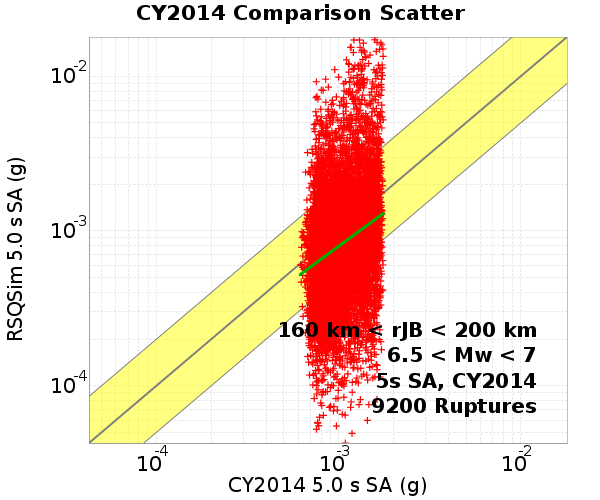 CY2014 Comparison Scatter
RSQSim 5.0 s SA (g)
10-2
10-3
10-4
160 km < rJB < 200 km
6.5 < Mw < 7
5s SA, CY2014
9200 Ruptures
10-4 10-3 10-2
CY2014 5.0 s SA (g)